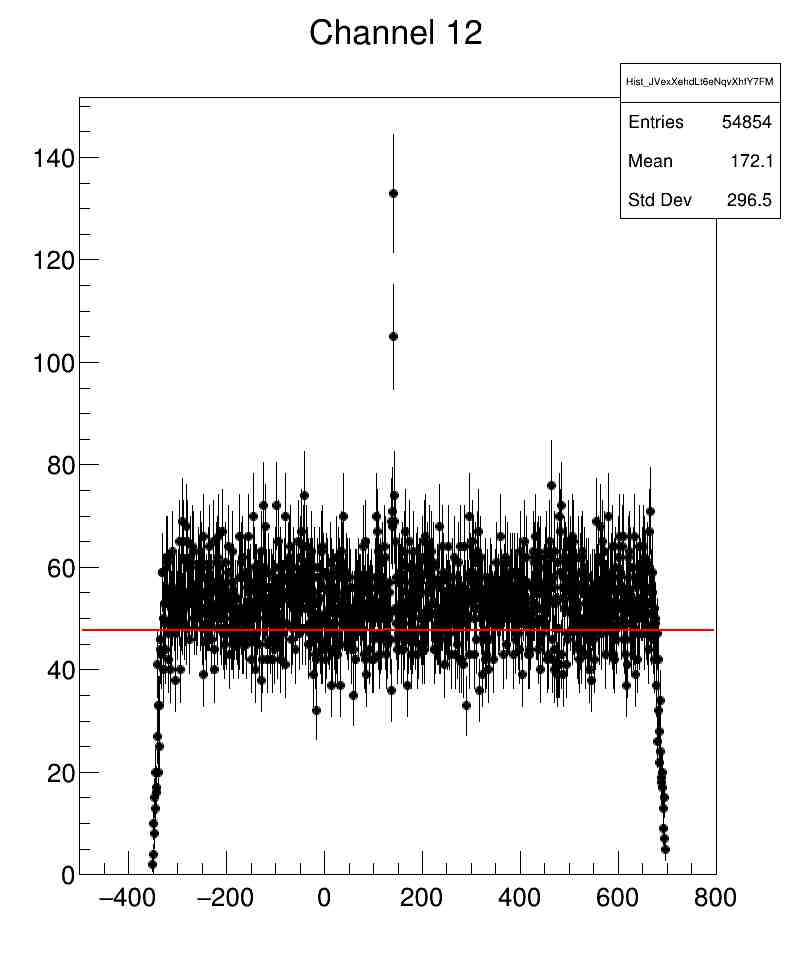 Channel 12
Hist_JVexXehdLt6eNqvXhfY7FM
Entries 54854
Mean 172.1
Std Dev 296.5
140
120
100
80
60
40
20
0
−400 −200 0 200 400 600 800